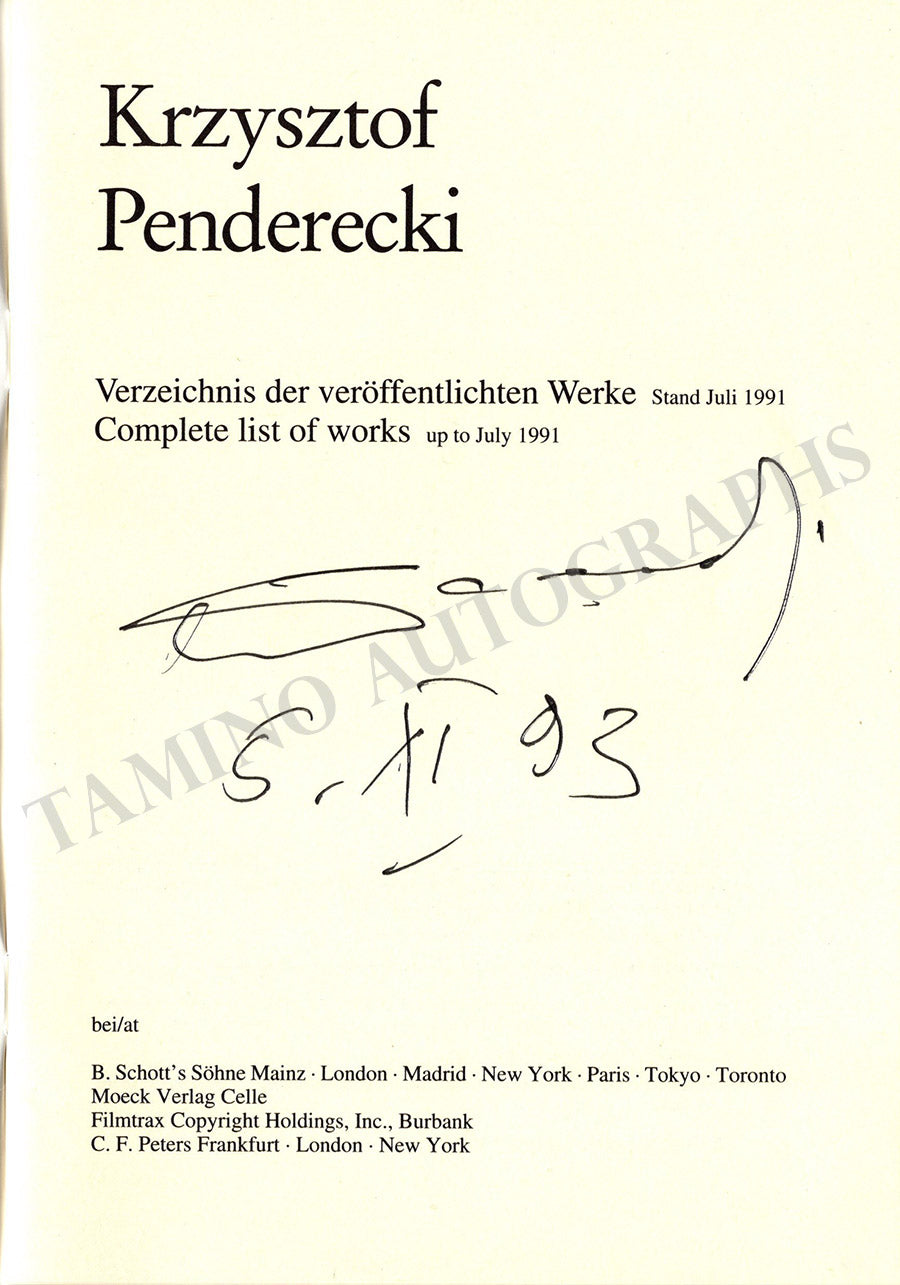 Krzysztof
Penderecki
Verzeichnis der veröffentlichten Werke Stand Juli 1991
Complete list of works up to July 1991
TAMINO AUTOGRAPHS
5. XI 93
bei/at
B. Schott's Söhne Mainz · London · Madrid · New York · Paris · Tokyo · Toronto
Moeck Verlag Celle
Filmtrax Copyright Holdings, Inc., Burbank
C. F. Peters Frankfurt · London · New York